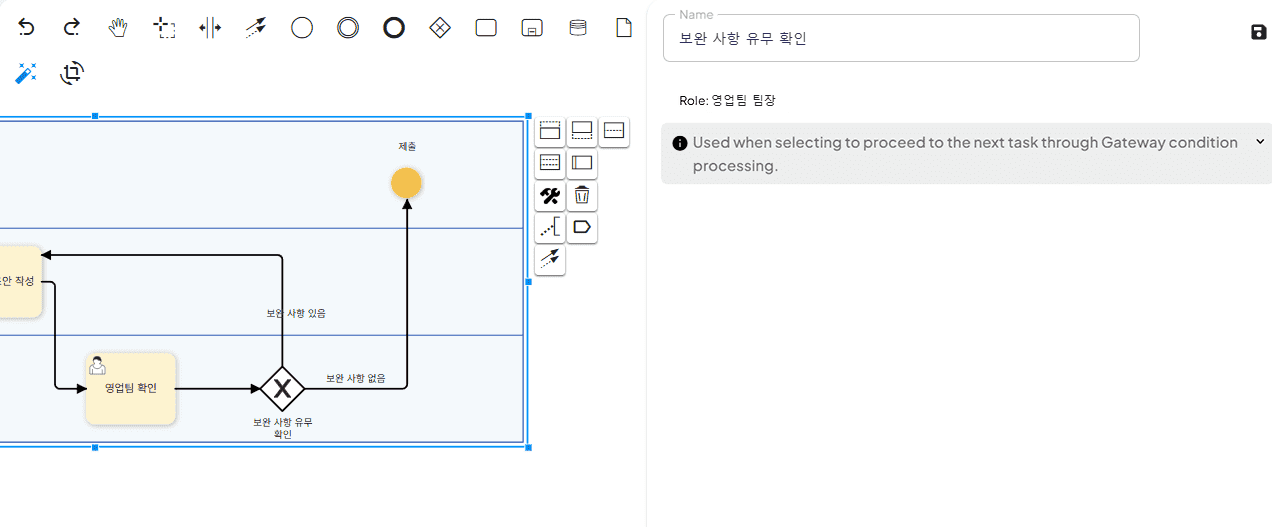 Name
보완 사항 유무 확인
Role: 영업팀 팀장
Used when selecting to proceed to the next task through Gateway condition
processing.
제출
안 작성
보완 사항 있음
영업팀 확인
보완 사항 없음
보완 사항 유무
확인